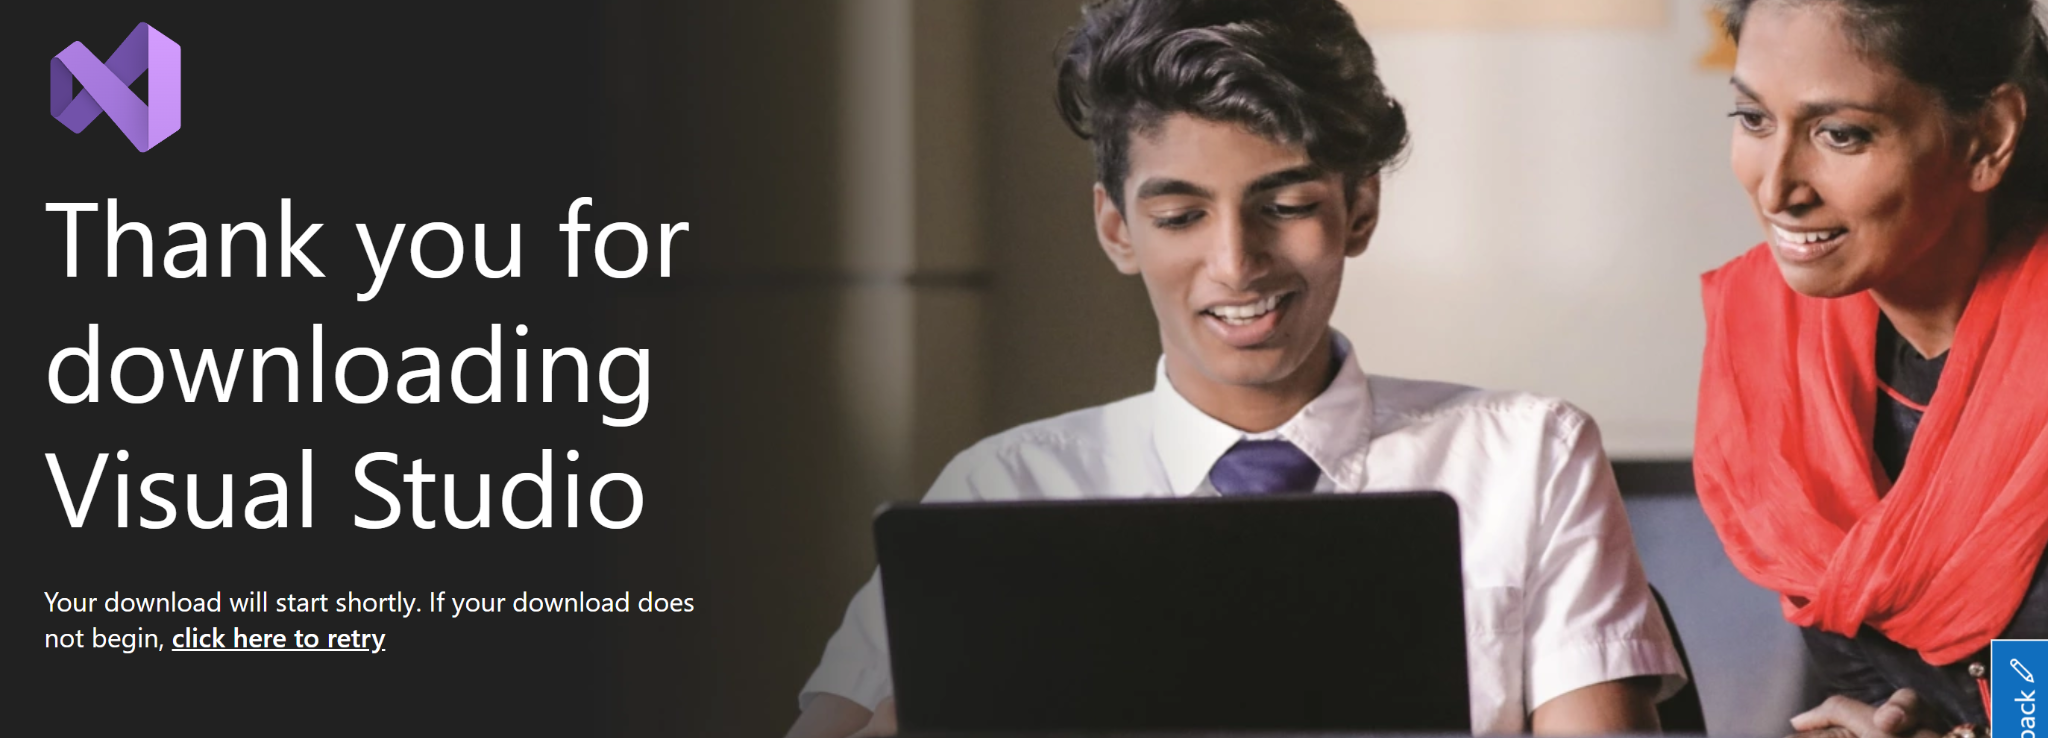 Thank you for
downloading
Visual Studio
Your download will start shortly. If your download does
not begin, click here to retry